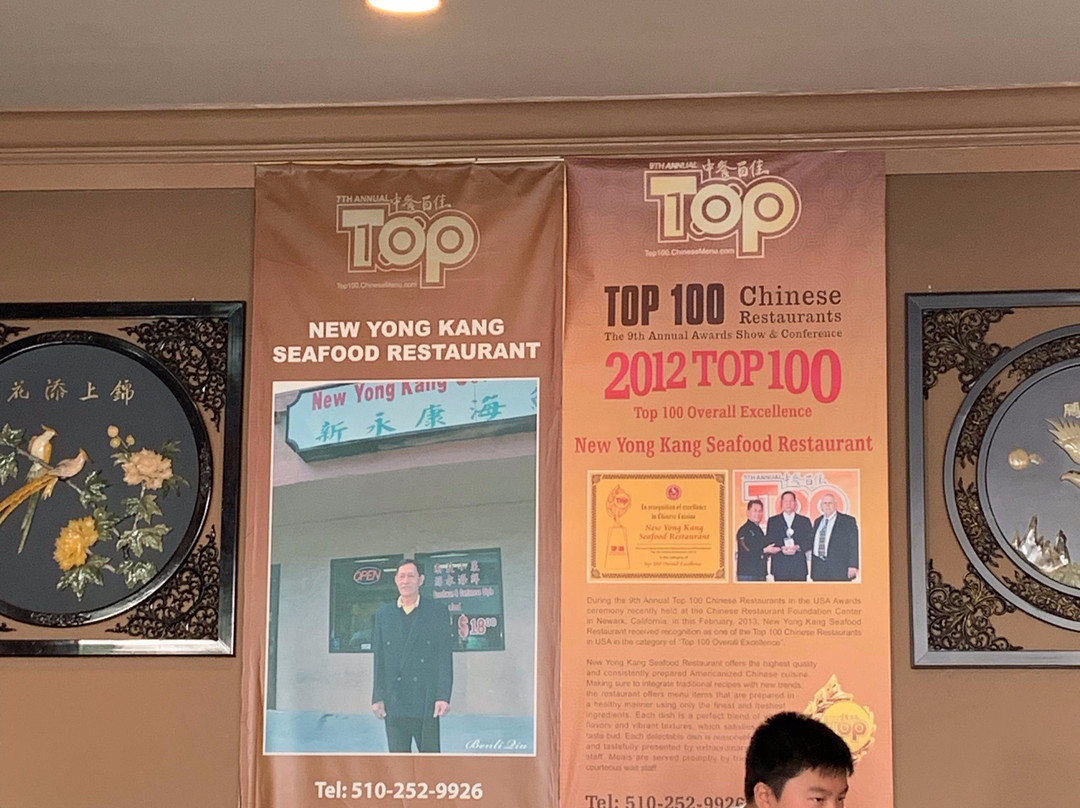 花添上錦
7TH ANNUAL 中餐百佳
Top
Top100.ChineseMenu.com
NEW YONG KANG
SEAFOOD RESTAURANT
New Yong Kang
新永康海
OPEN
$18
Tel: 510-252-9926
9TH ANNUAL 中餐百佳
Top
Top100.ChineseMenu.com
TOP 100 Chinese
Restaurants
The 9th Annual Awards Show & Conference
2012 TOP 100
Top 100 Overall Excellence
New Yong Kang Seafood Restaurant
In recognition of excellence
in Chinese Cuisine
New Yong Kang
Seafood Restaurant
Top 100 Overall Excellence
7TH ANNUAL 中餐百佳
During the 9th Annual Top 100 Chinese Restaurants in the USA Awards
ceremony recently held at the Chinese Restaurant Foundation Center
in Newark, California, in this February, 2013, New Yong Kang Seafood
Restaurant received recognition as one of the Top 100 Chinese Restaurants
in USA in the category of "Top 100 Overall Excellence".
New Yong Kang Seafood Restaurant offers the highest quality
and consistently prepared Americanized Chinese cuisine.
Making sure to integrate traditional recipes with new trends,
the restaurant offers menu items that are prepared in
a healthy manner using only the finest and freshest
ingredients. Each dish is a perfect blend of
flavors and vibrant textures, which
taste bud. Each delectable dish is
and tastefully presented by
staff. Meals are served promptly by
courteous wait staff.
Top
Tel: 510-252-9926